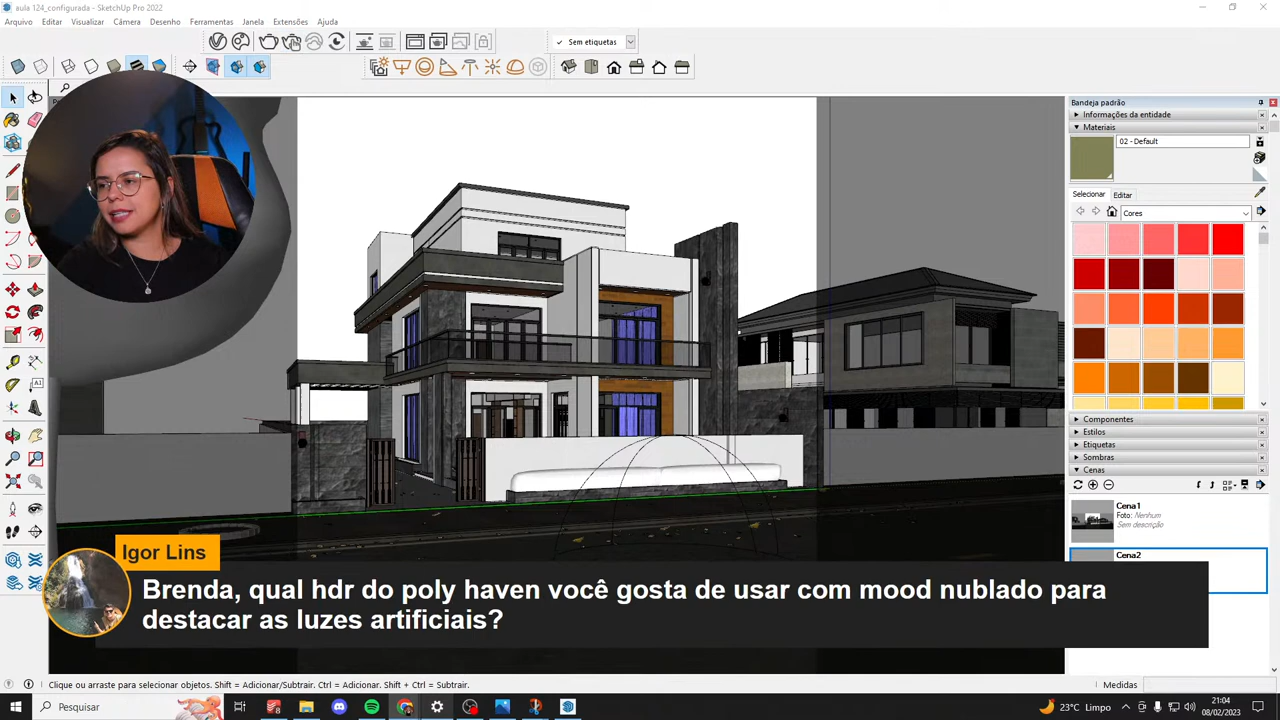 aula 124_configurada - SketchUp Pro 2022
Arquivo Editar Visualizar Câmera Desenho Ferramentas Janela Extensões Ajuda
Sem etiquetas
Bandeja padrão
Informações da entidade
Materiais
02 - Default
Selecionar Editar
Cores
Componentes
Estilos
Etiquetas
Sombras
Cenas
Cena1
Foto: Nenhum
Sem descrição
Cena2
Igor Lins
Brenda, qual hdr do poly haven você gosta de usar com mood nublado para
destacar as luzes artificiais?
Clique ou arraste para selecionar objetos. Shift = Adicionar/Subtrair. Ctrl = Adicionar. Shift + Ctrl = Subtrair.
Medidas
Pesquisar
23°C Limpo
21:04
08/02/2023